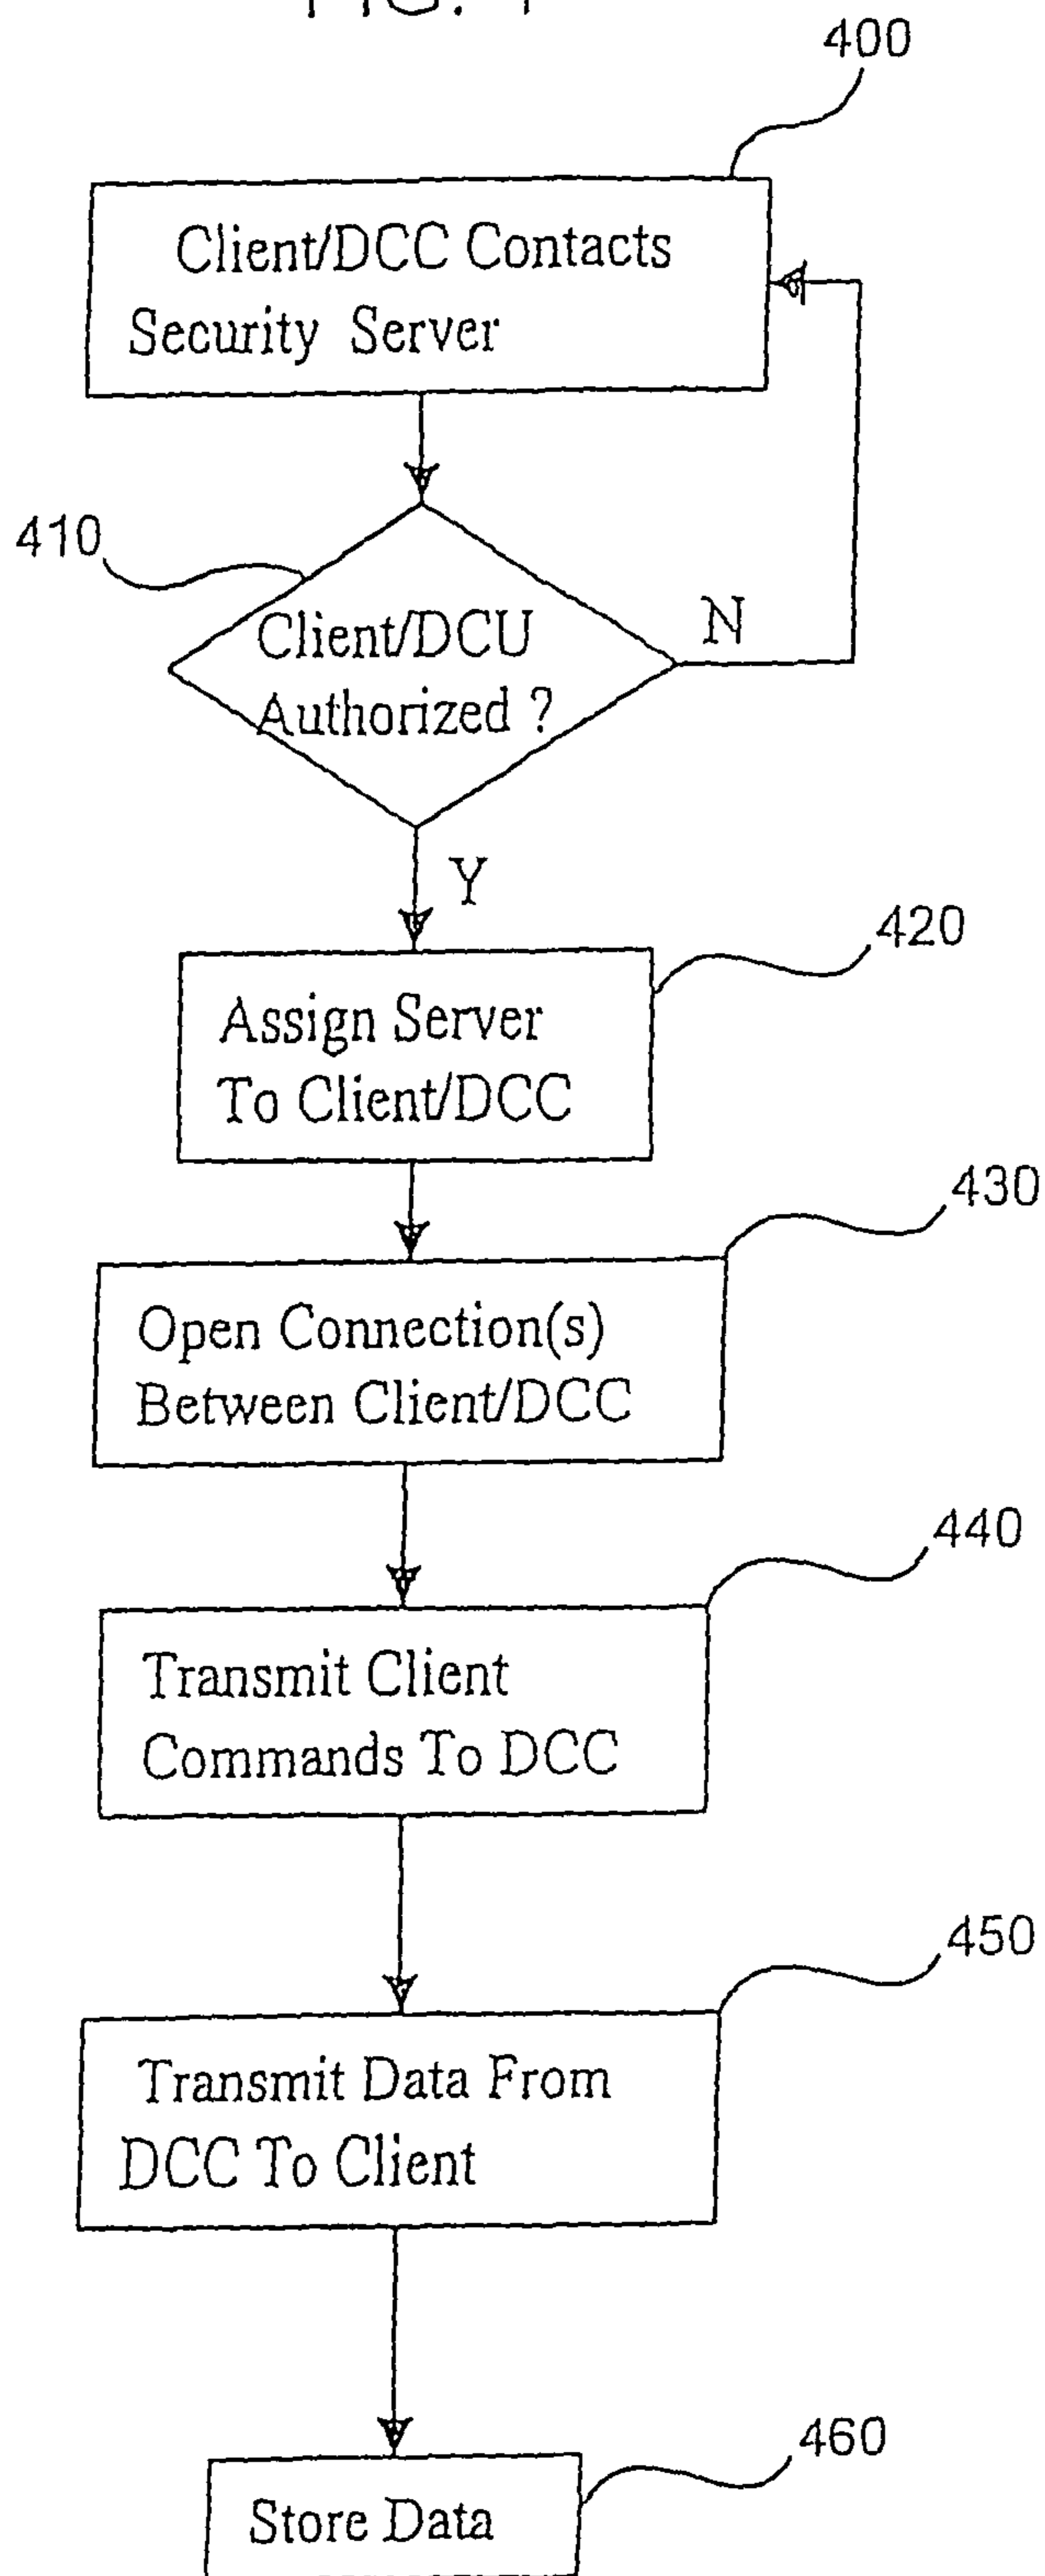 FIG. 4
400
Client/DCC Contacts
Security Server
410
Client/DCU
Authorized ?
N
Y
420
Assign Server
To Client/DCC
430
Open Connection(s)
Between Client/DCC
440
Transmit Client
Commands To DCC
450
Transmit Data From
DCC To Client
460
Store Data